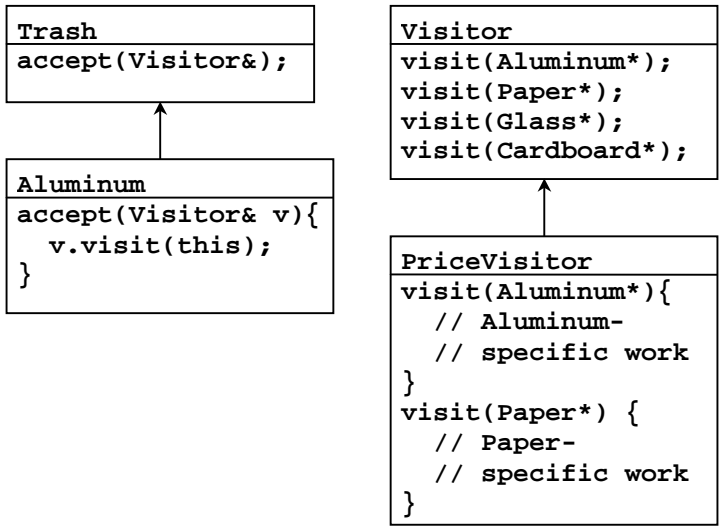 Trash
accept(Visitor&);
Aluminum
accept(Visitor& v){
v.visit(this);
}
Visitor
visit(Aluminum*);
visit(Paper*);
visit(Glass*);
visit(Cardboard*);
PriceVisitor
visit(Aluminum*){
// Aluminum-
// specific work
}
visit(Paper*) {
// Paper-
// specific work
}